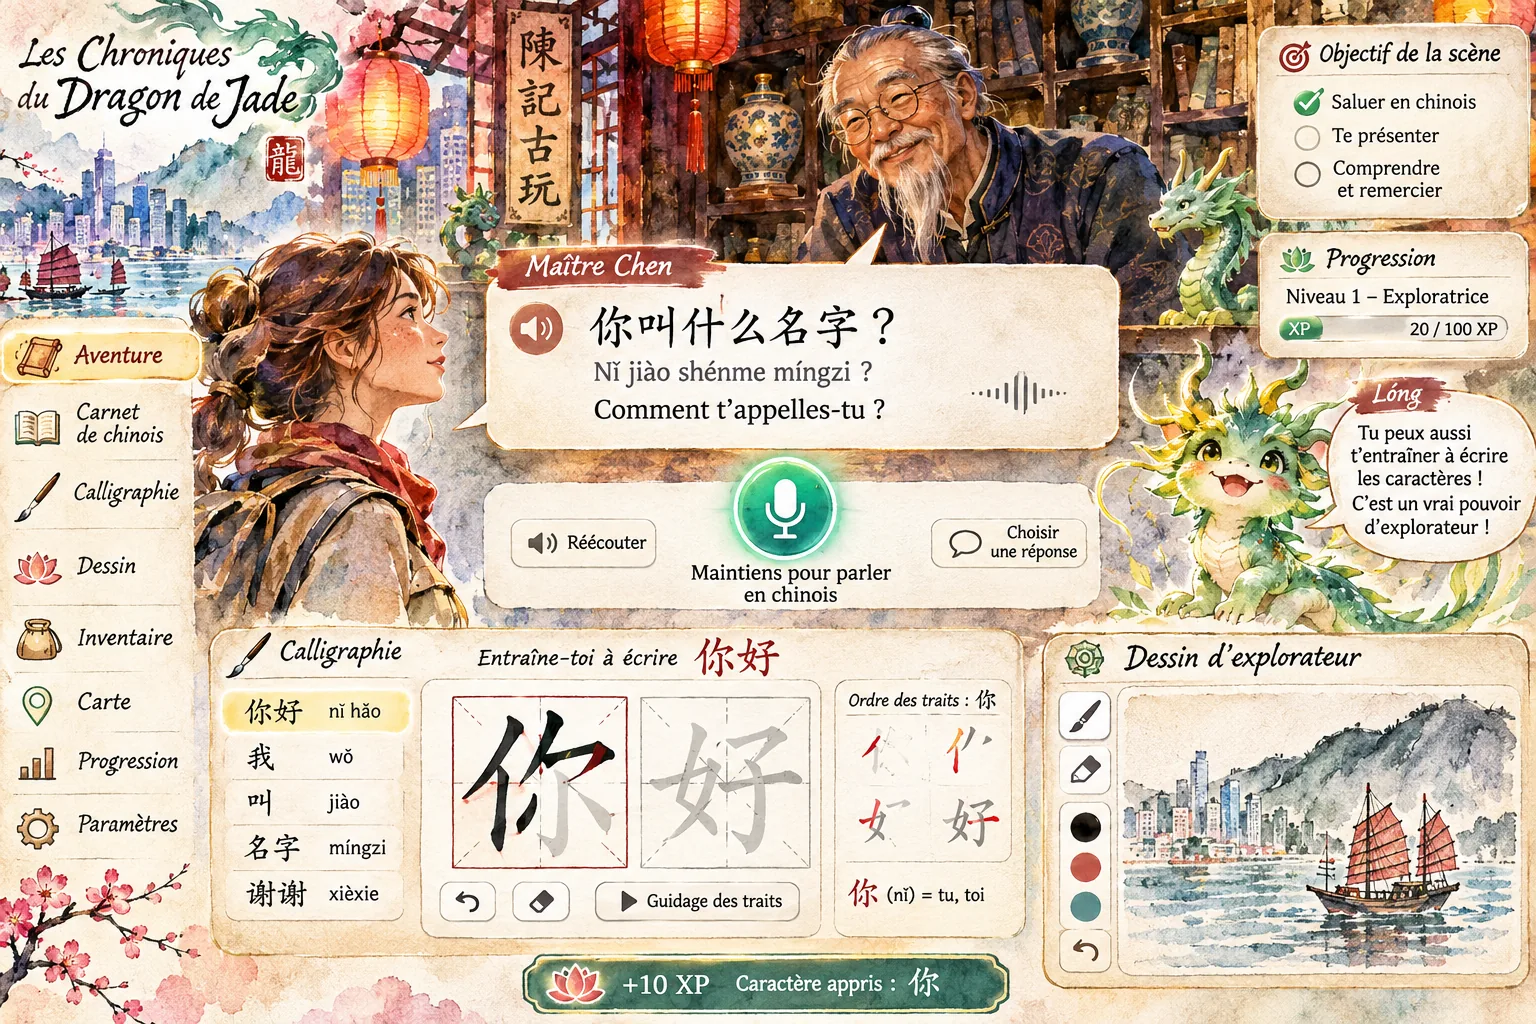 Les Chroniques
du Dragon de Jade
龍
陳記古玩
Objectif de la scène
Saluer en chinois
Te présenter
Comprendre
et remercier
Progression
Niveau 1 – Exploratrice
XP
20 / 100 XP
Maître Chen
你叫什么名字？
Nǐ jiào shénme míngzi ?
Comment t'appelles-tu ?
Aventure
Carnet
de chinois
Calligraphie
Dessin
Inventaire
Carte
Progression
Paramètres
Réécouter
Maintiens pour parler
en chinois
Choisir
une réponse
Lóng
Tu peux aussi
t'entraîner à écrire
les caractères !
C'est un vrai pouvoir
d'explorateur !
Calligraphie
Entraîne-toi à écrire 你好
你好 nǐ hǎo
我 wǒ
叫 jiào
名字 míngzi
谢谢 xièxie
你 好
Guidage des traits
Ordre des traits : 你
好
你 (nǐ) = tu, toi
Dessin d'explorateur
+10 XP Caractère appris : 你